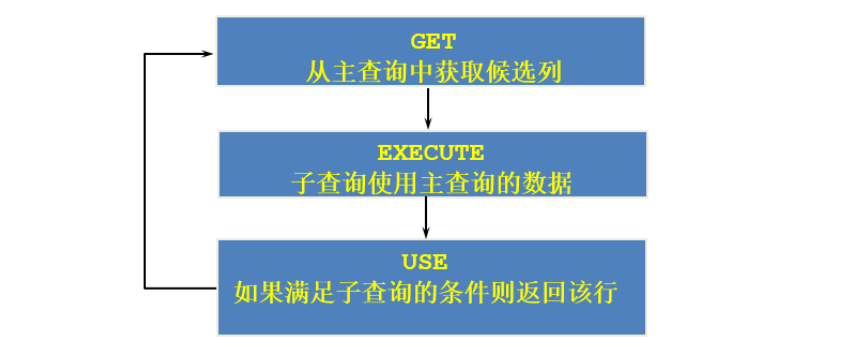 GET
从主查询中获取候选列
EXECUTE
子查询使用主查询的数据
USE
如果满足子查询的条件则返回该行